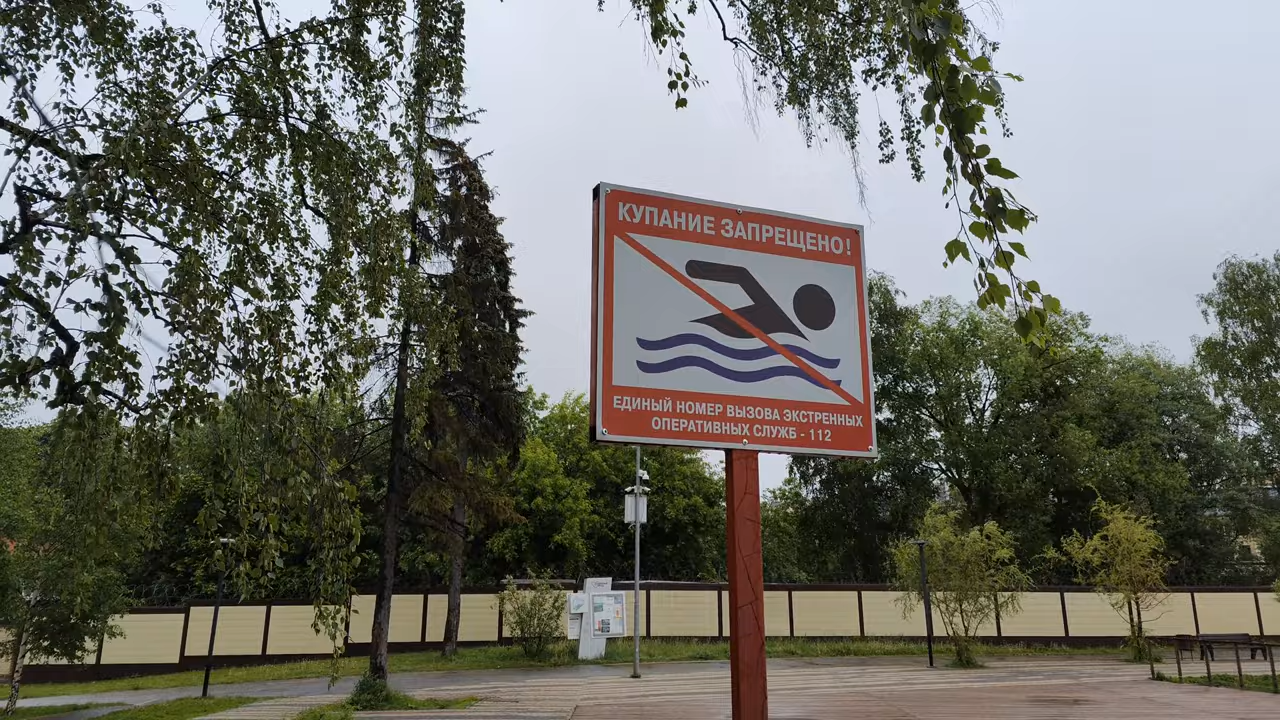 КУПАНИЕ ЗАПРЕЩЕНО!
ЕДИНЫЙ НОМЕР ВЫЗОВА ЭКСТРЕННЫХ
ОПЕРАТИВНЫХ СЛУЖБ - 112